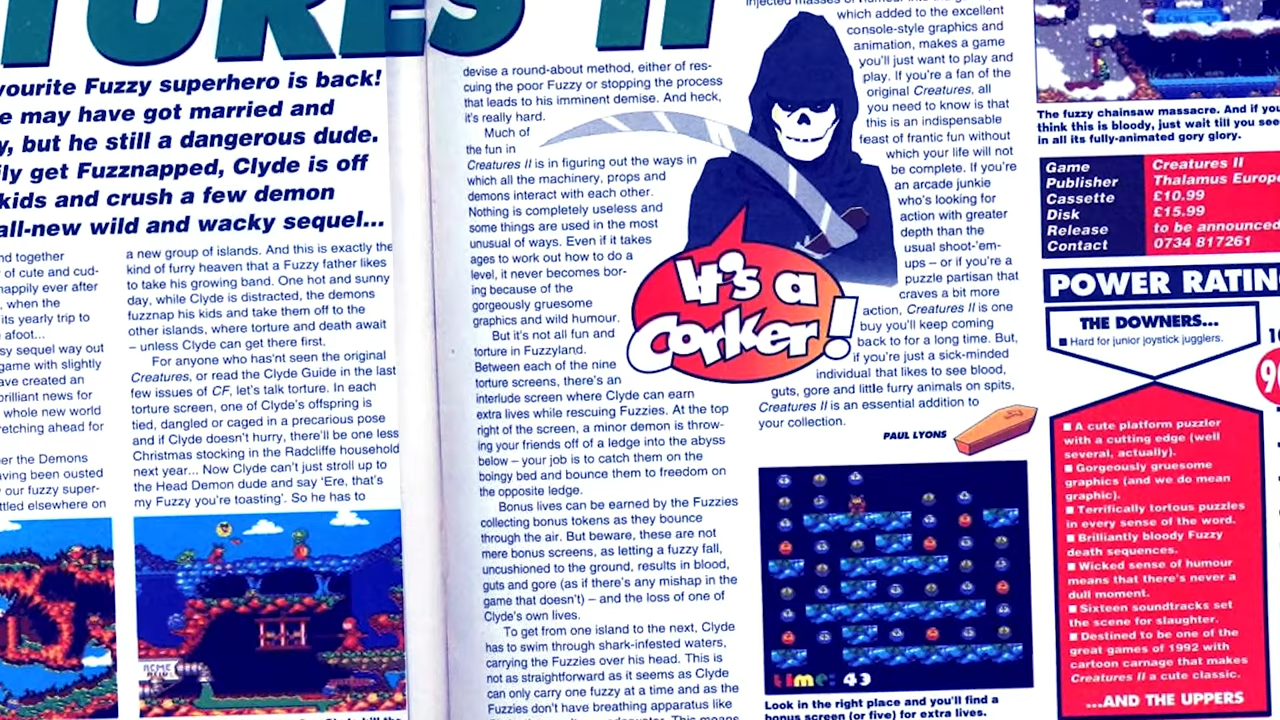 TURES II
vourite Fuzzy superhero is back!
e may have got married and
y, but he still a dangerous dude.
ily get Fuzznapped, Clyde is off
kids and crush a few demon
all-new wild and wacky sequel...
nd together
of cute and cud-
happily ever after
, when the
its yearly trip to
afoot...
sy sequel way out
game with slightly
ave created an
brilliant news for
whole new world
retching ahead for
er the Demons
aving been ousted
our fuzzy super-
ttled elsewhere on
a new group of islands. And this is exactly the
kind of furry heaven that a Fuzzy father likes
to take his growing band. One hot and sunny
day, while Clyde is distracted, the demons
fuzznap his kids and take them off to the
other islands, where torture and death await
– unless Clyde can get there first.
For anyone who has'nt seen the original
Creatures, or read the Clyde Guide in the last
few issues of CF, let's talk torture. In each
torture screen, one of Clyde's offspring is
tied, dangled or caged in a precarious pose
and if Clyde doesn't hurry, there'll be one less
Christmas stocking in the Radcliffe household
next year... Now Clyde can't just stroll up to
the Head Demon dude and say 'Ere, that's
my Fuzzy you're toasting'. So he has to
ACME
devise a round-about method, either of res-
cuing the poor Fuzzy or stopping the process
that leads to his imminent demise. And heck,
it's really hard.
Much of
the fun in
Creatures II is in figuring out the ways in
which all the machinery, props and
demons interact with each other.
Nothing is completely useless and
some things are used in the most
unusual of ways. Even if it takes
ages to work out how to do a
level, it never becomes bor-
ing because of the
gorgeously gruesome
graphics and wild humour.
But it's not all fun and
torture in Fuzzyland.
Between each of the nine
torture screens, there's an
interlude screen where Clyde can earn
extra lives while rescuing Fuzzies. At the top
right of the screen, a minor demon is throw-
ing your friends off of a ledge into the abyss
below – your job is to catch them on the
boingy bed and bounce them to freedom on
the opposite ledge.
Bonus lives can be earned by the Fuzzies
collecting bonus tokens as they bounce
through the air. But beware, these are not
mere bonus screens, as letting a fuzzy fall,
uncushioned to the ground, results in blood,
guts and gore (as if there's any mishap in the
game that doesn't) – and the loss of one of
Clyde's own lives.
To get from one island to the next, Clyde
has to swim through shark-infested waters,
carrying the Fuzzies over his head. This is
not as straightforward as it seems as Clyde
can only carry one fuzzy at a time and as the
Fuzzies don't have breathing apparatus like
It's a
Corker!
which added to the excellent
console-style graphics and
animation, makes a game
you'll just want to play and
play. If you're a fan of the
original Creatures, all
you need to know is that
this is an indispensable
feast of frantic fun without
which your life will not
be complete. If you're
an arcade junkie
who's looking for
action with greater
depth than the
usual shoot-'em-
ups – or if you're a
puzzle partisan that
craves a bit more
action, Creatures II is one
buy you'll keep coming
back to for a long time. But,
if you're just a sick-minded
individual that likes to see blood,
guts, gore and little furry animals on spits,
Creatures II is an essential addition to
your collection.
PAUL LYONS
time: 43
Look in the right place and you'll find a
bonus screen (or five) for extra lives.
The fuzzy chainsaw massacre. And if you
think this is bloody, just wait till you see
in all its fully-animated gory glory.
Game Creatures II
Publisher Thalamus Europe
Cassette £10.99
Disk £15.99
Release to be announced
Contact 0734 817261
POWER RATIN
THE DOWNERS...
■ Hard for junior joystick jugglers.
■ A cute platform puzzler
with a cutting edge (well
several, actually).
■ Gorgeously gruesome
graphics (and we do mean
graphic).
■ Terrifically tortous puzzles
in every sense of the word.
■ Brilliantly bloody Fuzzy
death sequences.
■ Wicked sense of humour
means that there's never a
dull moment.
■ Sixteen soundtracks set
the scene for slaughter.
■ Destined to be one of the
great games of 1992 with
cartoon carnage that makes
Creatures II a cute classic.
...AND THE UPPERS